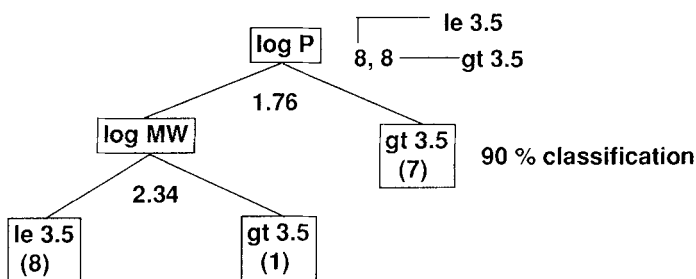 le 3.5
log P
8, 8 gt 3.5
1.76
log MW
gt 3.5
(7)
90 % classification
2.34
le 3.5
(8)
gt 3.5
(1)